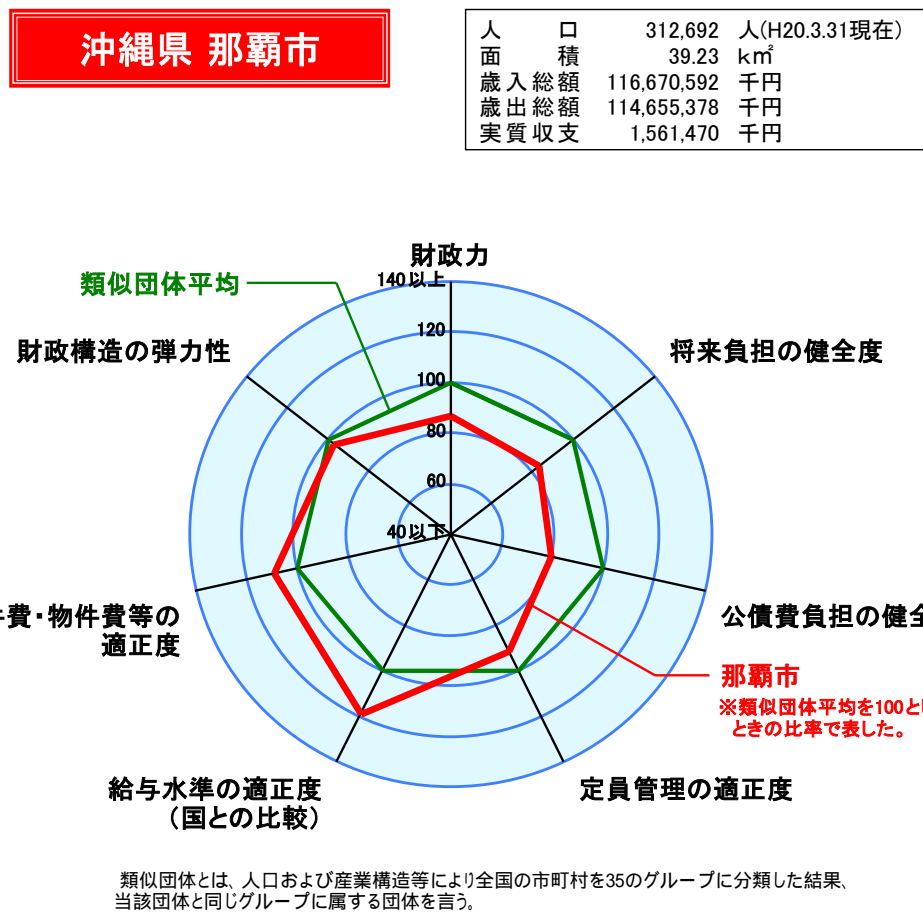 沖縄県 那覇市
人口 312,692 人(H20.3.31現在)
面積 39.23 k㎡
歳入総額 116,670,592 千円
歳出総額 114,655,378 千円
実質収支 1,561,470 千円
財政力
類似団体平均
140以上
120
100
80
60
40以下
財政構造の弾力性
将来負担の健全度
件費・物件費等の
適正度
公債費負担の健全
那覇市
※類似団体平均を100とし
ときの比率で表した。
給与水準の適正度
(国との比較)
定員管理の適正度
類似団体とは、人口および産業構造等により全国の市町村を35のグループに分類した結果、
当該団体と同じグループに属する団体を言う。